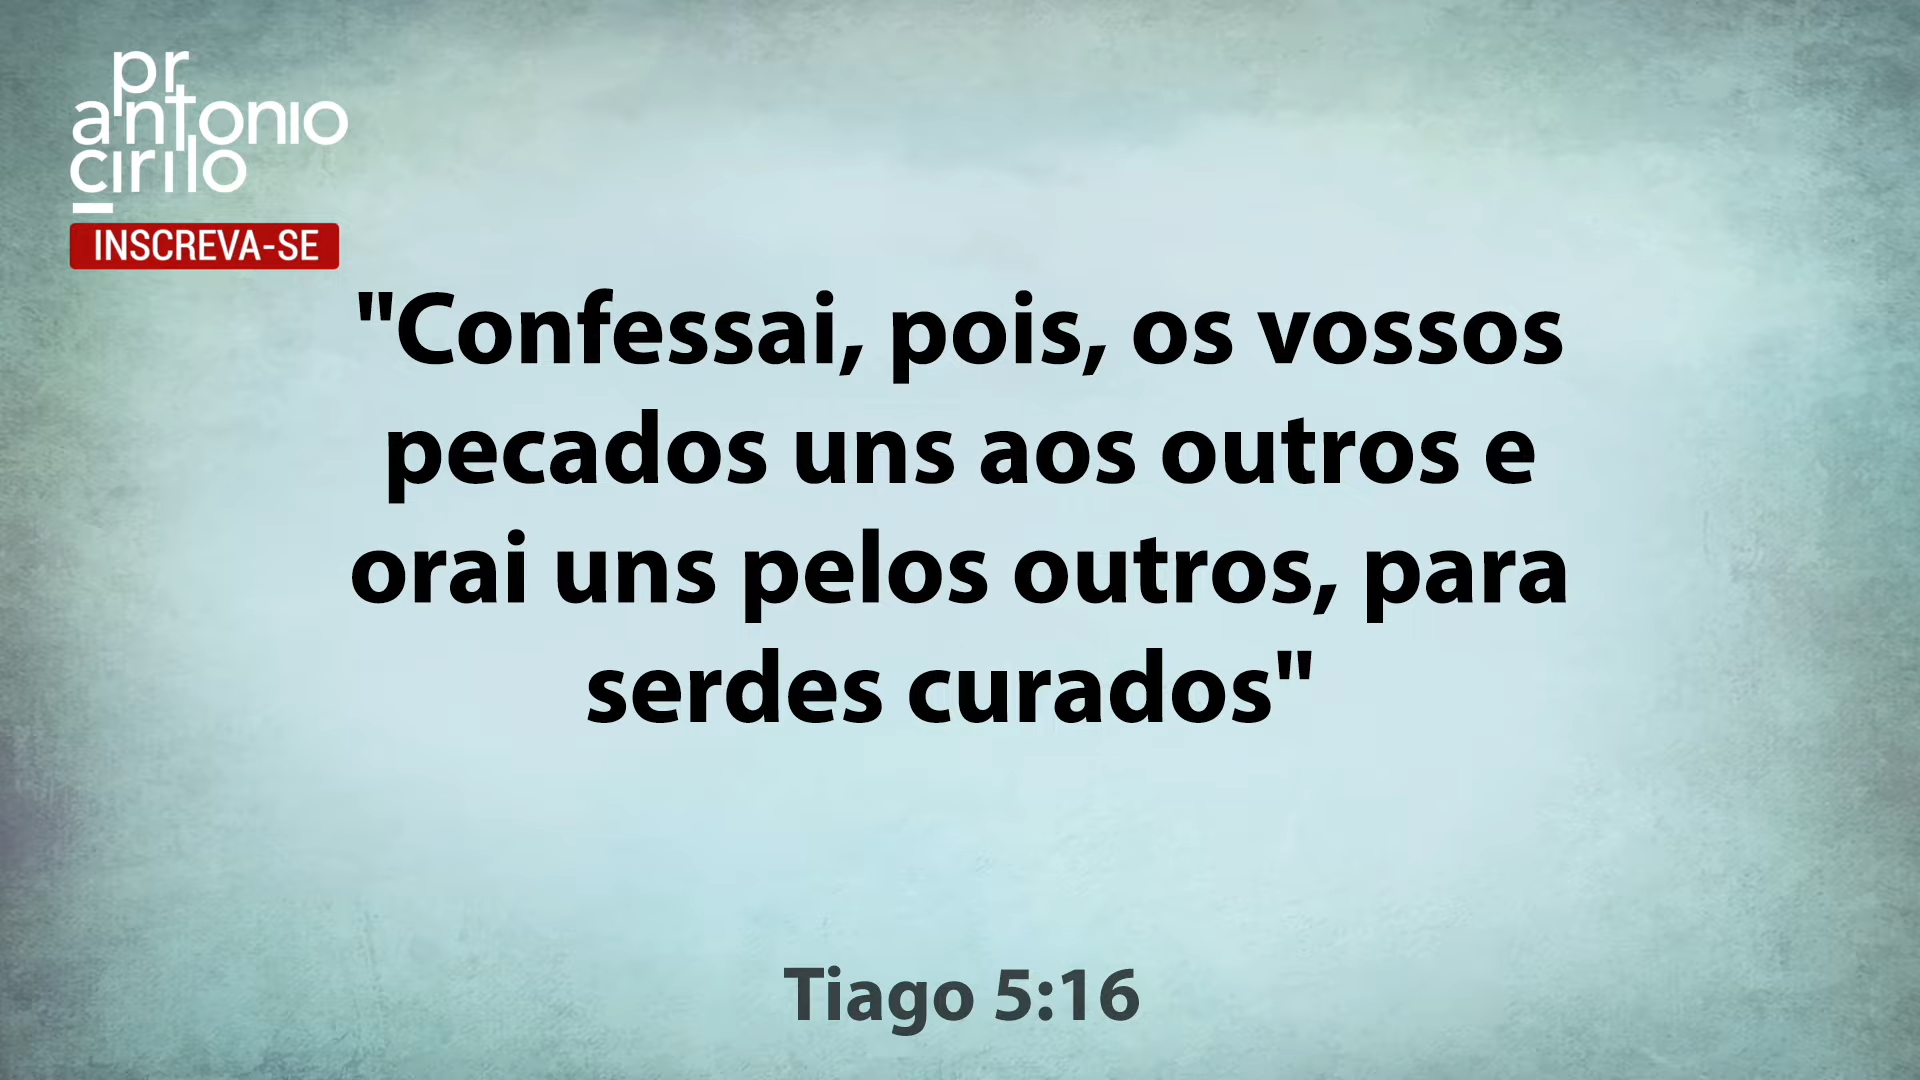 pr
antonio
cirilo
INSCREVA-SE
"Confessai, pois, os vossos
pecados uns aos outros e
orai uns pelos outros, para
serdes curados"
Tiago 5:16